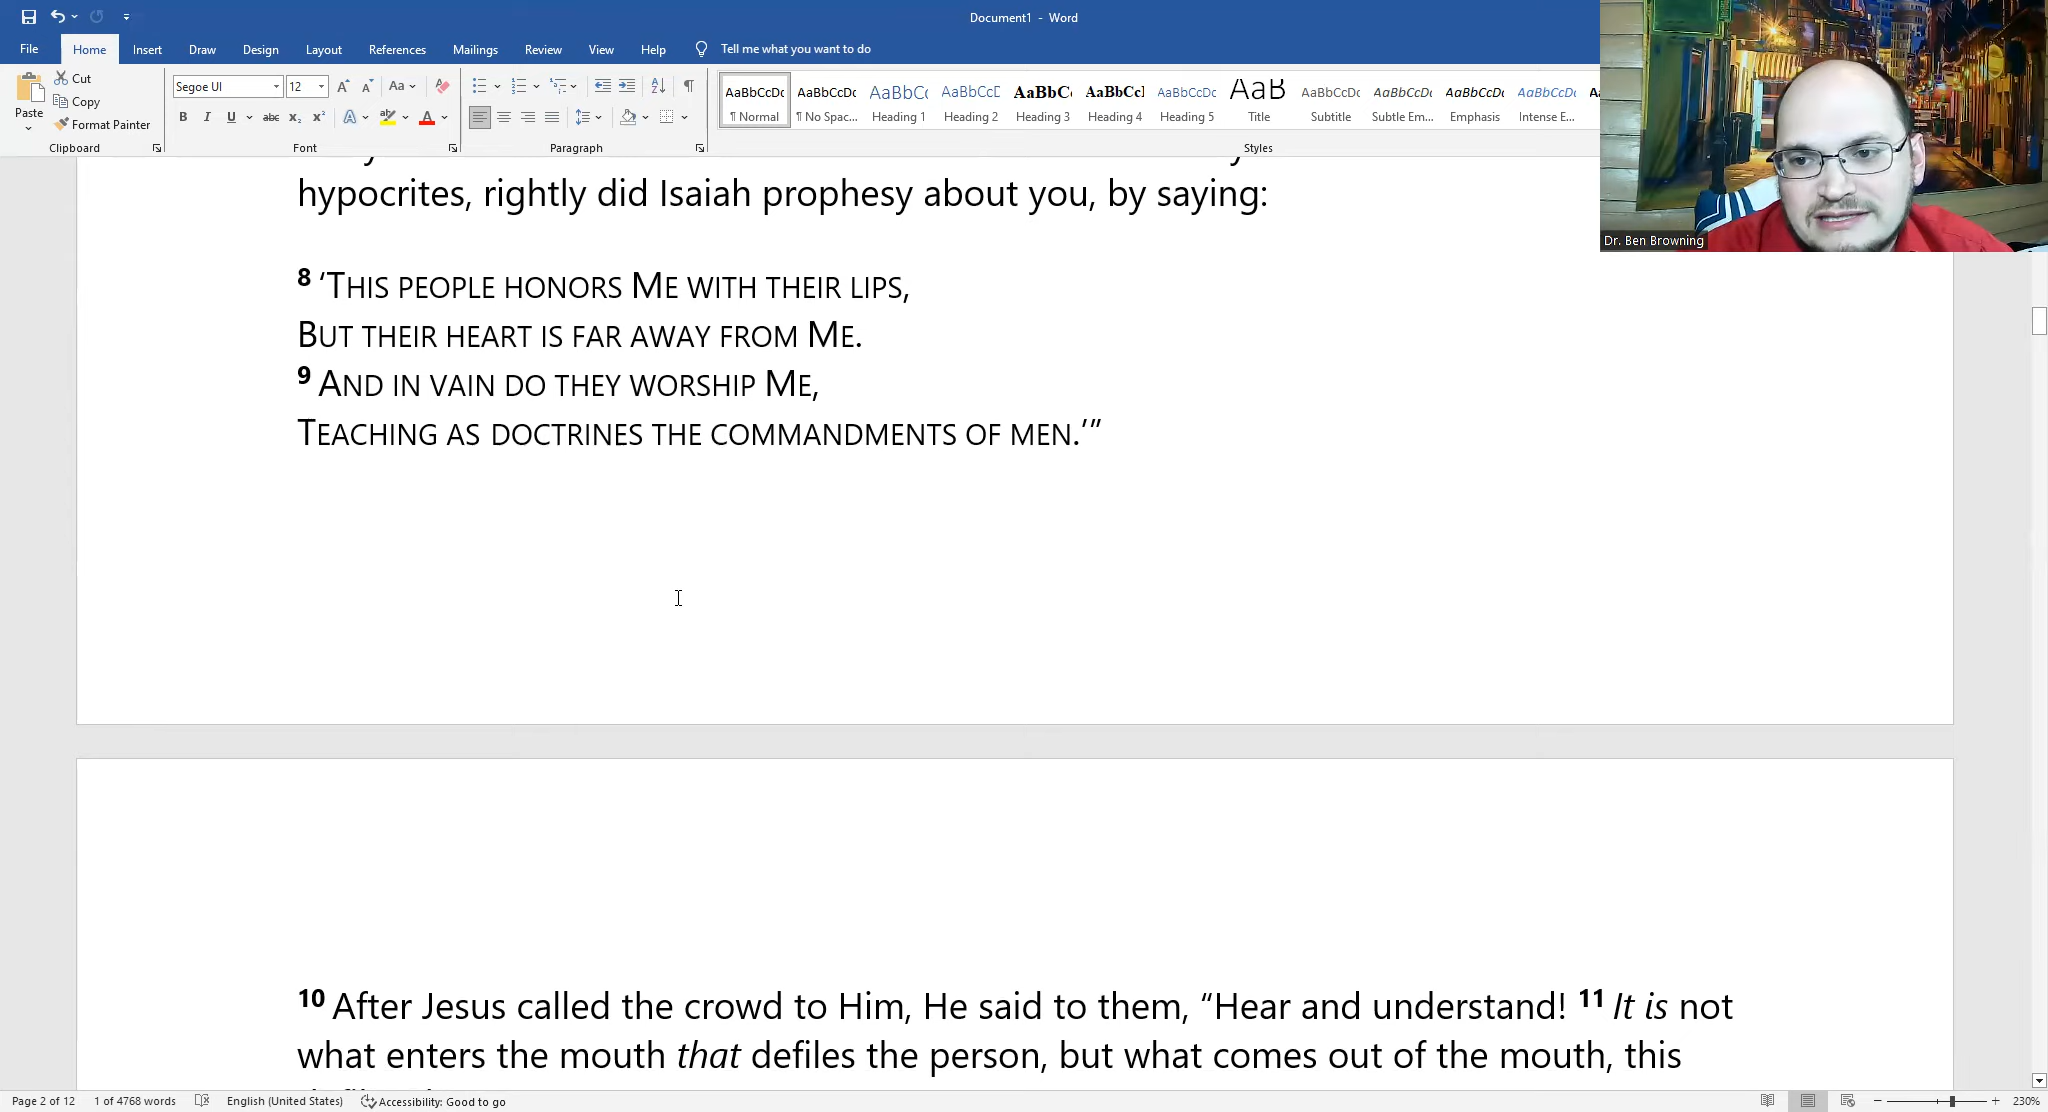 Document1 - Word
File Home Insert Draw Design Layout References Mailings Review View Help Tell me what you want to do
Paste
Cut
Copy
Format Painter
Clipboard
Segoe UI 12
Font
Paragraph
AaBbCcDc AaBbCcDc AaBbC( AaBbCcD AaBbC( AaBbCcI AaBbCcDc AaB AaBbCcDc AaBbCcDc AaBbCcDc AaBbCcDc
¶ Normal ¶ No Spac... Heading 1 Heading 2 Heading 3 Heading 4 Heading 5 Title Subtitle Subtle Em... Emphasis Intense E...
Styles
Dr. Ben Browning
hypocrites, rightly did Isaiah prophesy about you, by saying:
8 ‘THIS PEOPLE HONORS ME WITH THEIR LIPS,
BUT THEIR HEART IS FAR AWAY FROM ME.
9 AND IN VAIN DO THEY WORSHIP ME,
TEACHING AS DOCTRINES THE COMMANDMENTS OF MEN.’”
10 After Jesus called the crowd to Him, He said to them, “Hear and understand! 11 It is not
what enters the mouth that defiles the person, but what comes out of the mouth, this
Page 2 of 12 1 of 4768 words English (United States) Accessibility: Good to go 230%